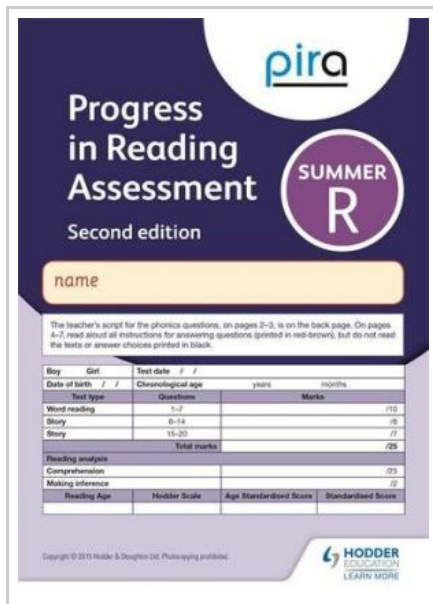 pira
Progress
in Reading
Assessment
Second edition
SUMMER
R
name
The teacher's script for the phonics questions, on pages 2–3, is on the back page. On pages
4–7, read aloud all instructions for answering questions (printed in red-brown), but do not read
the texts or answer choices printed in black.
Boy Girl Test date / /
Date of birth / / Chronological age years months
Text type Questions Marks
Word reading 1–7 /10
Story 8–14 /8
Story 15–20 /7
Total marks /25
Reading analysis
Comprehension /23
Making inference /2
Reading Age Hodder Scale Age Standardised Score Standardised Score
Copyright © 2015 Hodder & Stoughton Ltd. Photocopying prohibited.
HODDER
EDUCATION
LEARN MORE